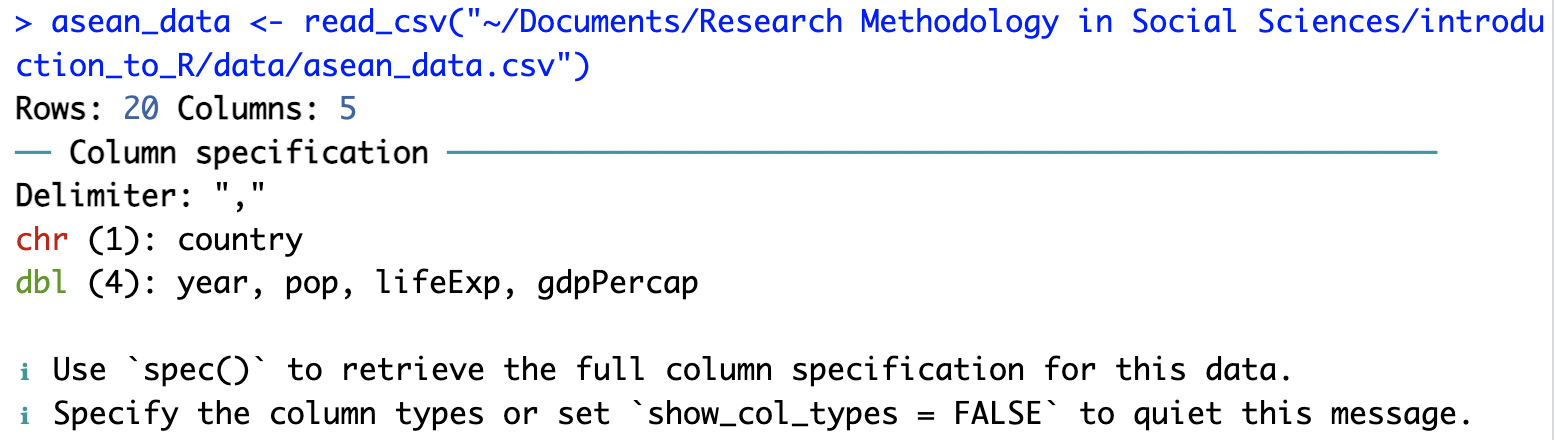 > asean_data <- read_csv("~/Documents/Research Methodology in Social Sciences/introdu
ction_to_R/data/asean_data.csv")
Rows: 20 Columns: 5
── Column specification ───────────────────────────────────────────────────────
Delimiter: ","
chr (1): country
dbl (4): year, pop, lifeExp, gdpPercap

ℹ Use `spec()` to retrieve the full column specification for this data.
ℹ Specify the column types or set `show_col_types = FALSE` to quiet this message.